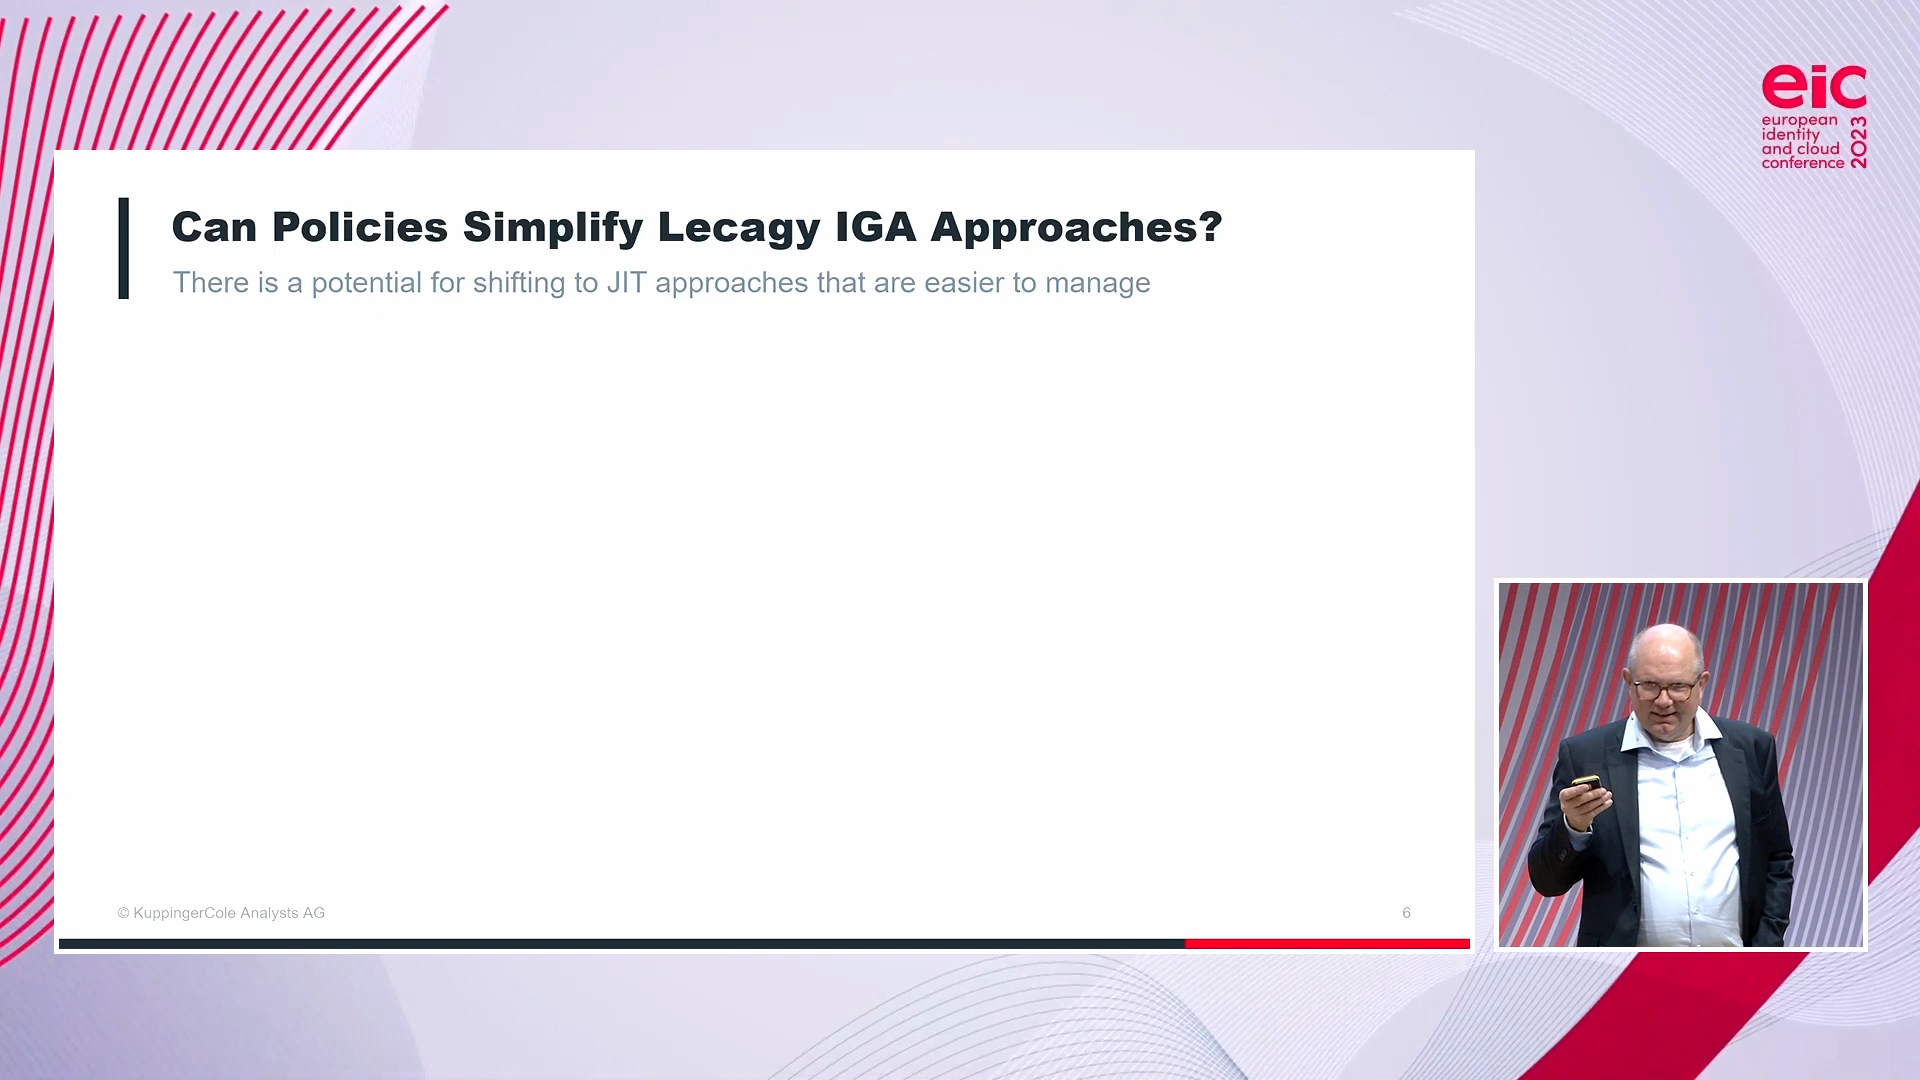 eic
european
identity
and cloud
conference
2023
Can Policies Simplify Lecagy IGA Approaches?
There is a potential for shifting to JIT approaches that are easier to manage
© KuppingerCole Analysts AG
6